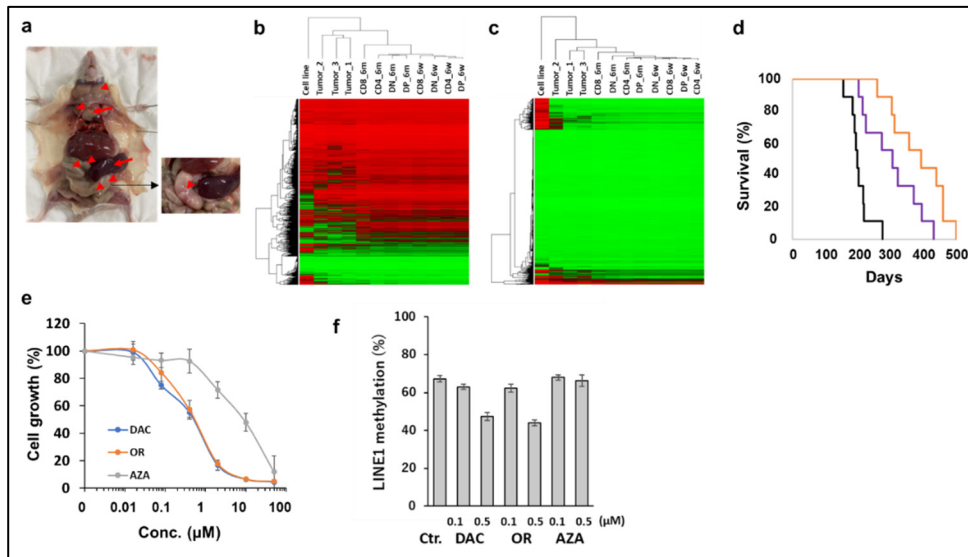 a
b
Cell line
Tumor_2
Tumor_3
Tumor_1
CD8_6m
CD4_6m
DN_6m
DP_6m
CD8_6w
CD4_6w
DN_6w
DP_6w
c
Cell line
Tumor_2
Tumor_1
Tumor_3
CD8_6m
CD4_6m
DN_6m
DP_6m
DN_6w
CD8_6w
DP_6w
CD4_6w
d
Survival (%)
100
80
60
40
20
0
0 100 200 300 400 500
Days
e
Cell growth (%)
120
100
80
60
40
20
0
DAC
OR
AZA
0 0.01 0.1 1 10 100
Conc. (µM)
f
LINE1 methylation (%)
100
80
60
40
20
0
0.1 0.5 0.1 0.5 0.1 0.5 (µM)
Ctr. DAC OR AZA